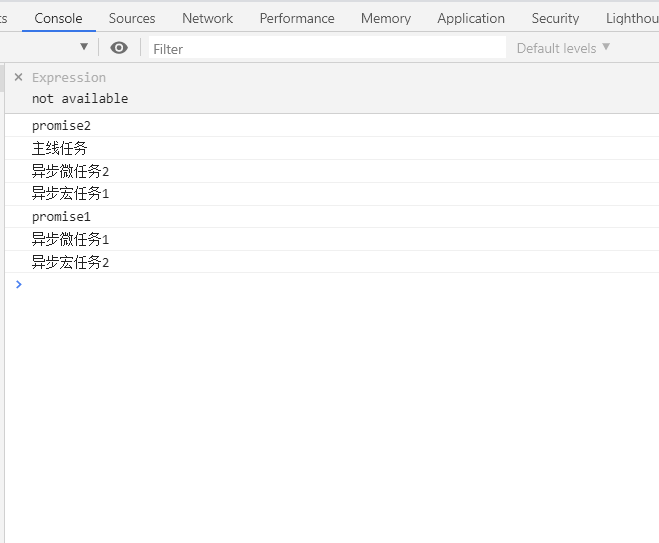 ts Console Sources Network Performance Memory Application Security Lighthou
Filter Default levels
Expression
not available
promise2
主线任务
异步微任务2
异步宏任务1
promise1
异步微任务1
异步宏任务2